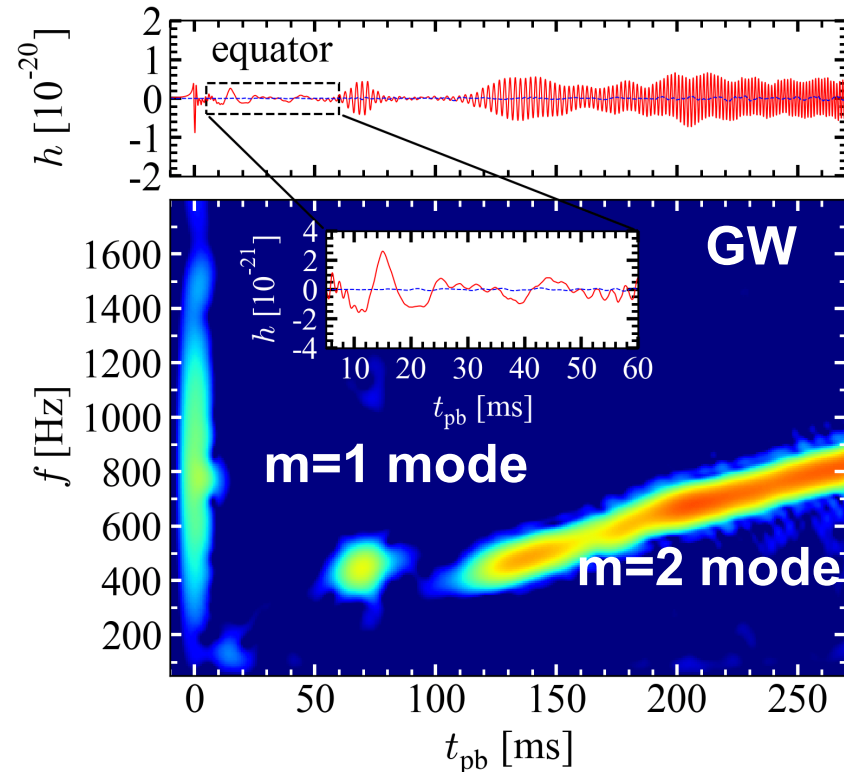 2
1
0
-1
-2
h [10⁻²⁰]
equator
1600
1400
1200
1000
800
600
400
200
f [Hz]
GW
4
2
0
-2
-4
h [10⁻²¹]
10 20 30 40 50 60
t_pb [ms]
m=1 mode
m=2 mode
0 50 100 150 200 250
t_pb [ms]